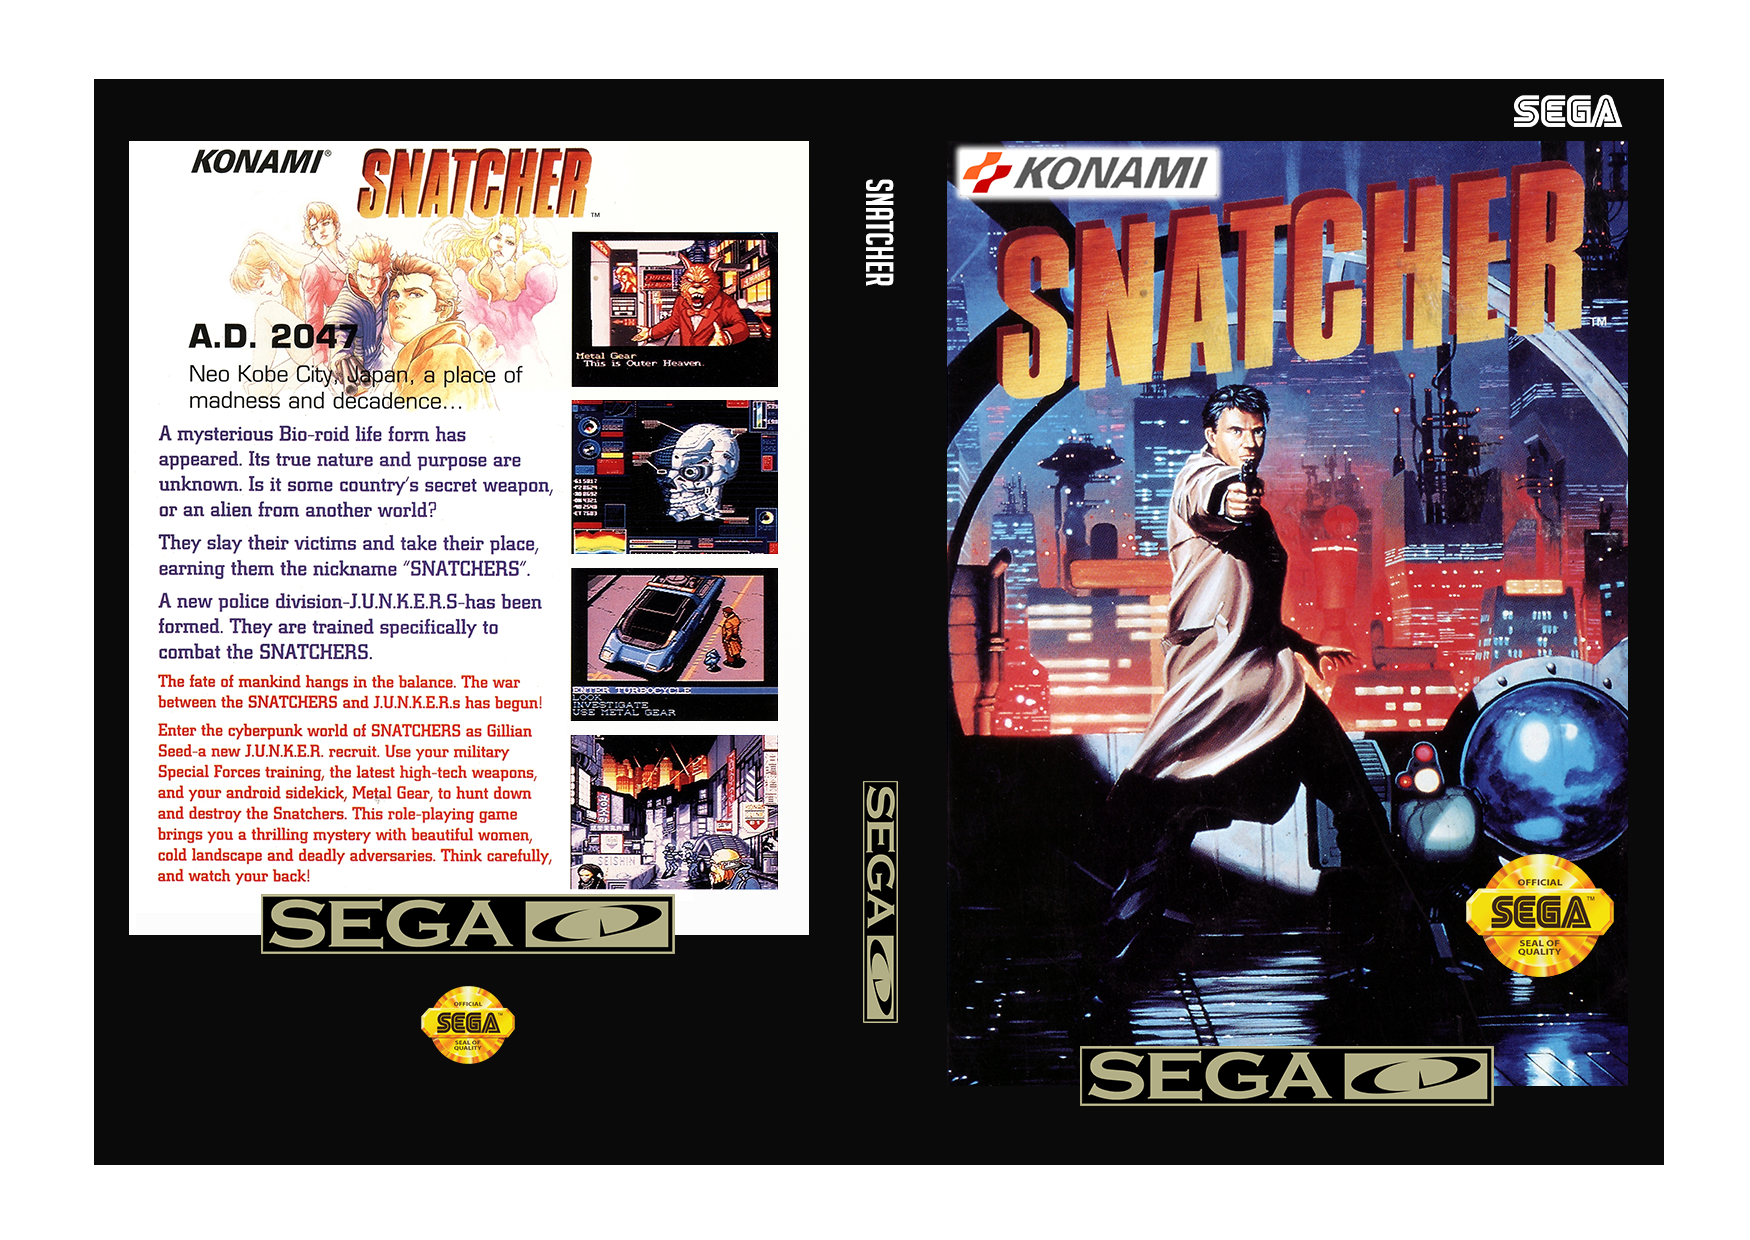 SEGA
KONAMI®
SNATCHER™
A.D. 2047
Neo Kobe City, Japan, a place of
madness and decadence...
A mysterious Bio-roid life form has
appeared. Its true nature and purpose are
unknown. Is it some country's secret weapon,
or an alien from another world?
They slay their victims and take their place,
earning them the nickname "SNATCHERS".
A new police division-J.U.N.K.E.R.S-has been
formed. They are trained specifically to
combat the SNATCHERS.
The fate of mankind hangs in the balance. The war
between the SNATCHERS and J.U.N.K.E.R.s has begun!
Enter the cyberpunk world of SNATCHERS as Gillian
Seed-a new J.U.N.K.E.R. recruit. Use your military
Special Forces training, the latest high-tech weapons,
and your android sidekick, Metal Gear, to hunt down
and destroy the Snatchers. This role-playing game
brings you a thrilling mystery with beautiful women,
cold landscape and deadly adversaries. Think carefully,
and watch your back!
Metal Gear
This is Outer Heaven.
ENTER TURBOCYCLE
LOOK
INVESTIGATE
USE METAL GEAR
SEISHIN
SEGA CD
OFFICIAL
SEGA™
SEAL OF
QUALITY
SNATCHER
SEGA CD
KONAMI
SNATCHER™
OFFICIAL
SEGA™
SEAL OF
QUALITY
SEGA CD